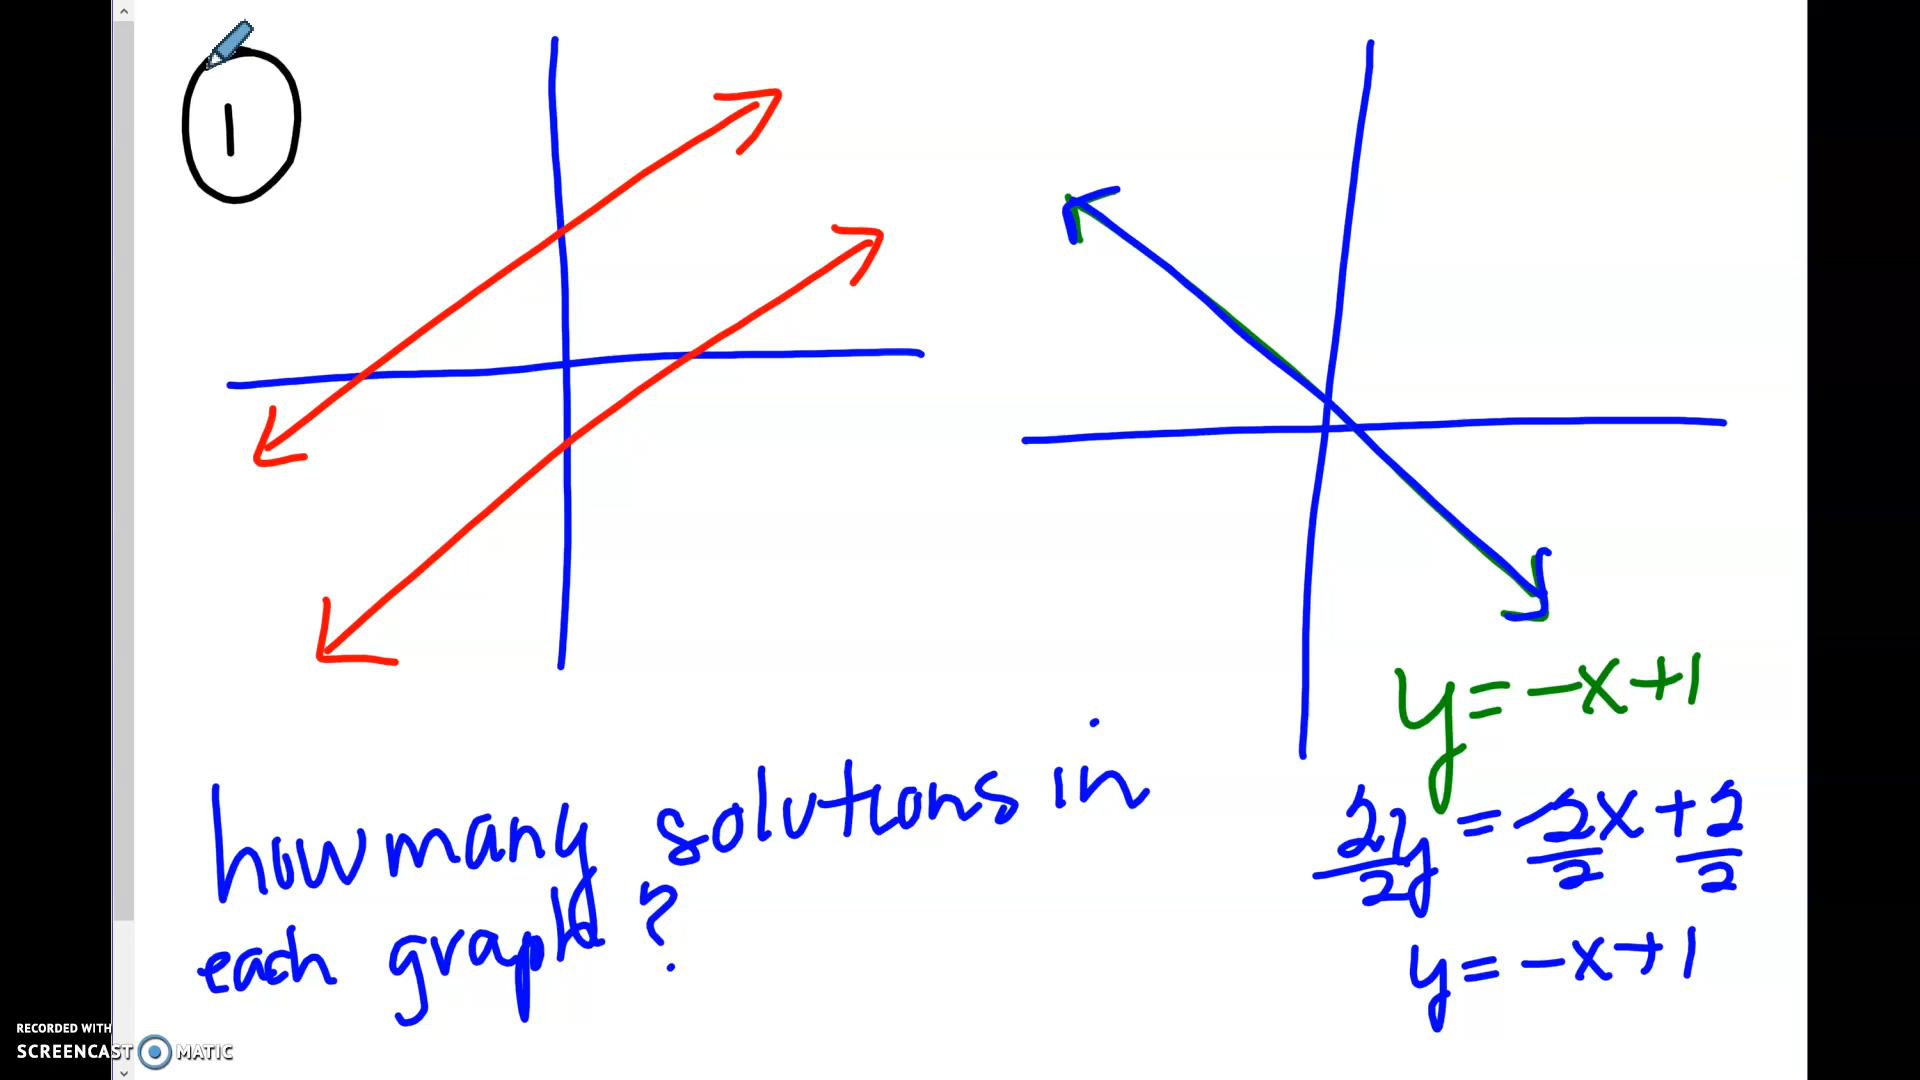 1
y = -x + 1
2y = -2x + 2
2 2 2
y = -x + 1
how many solutions in
each graph?
RECORDED WITH
SCREENCAST MATIC